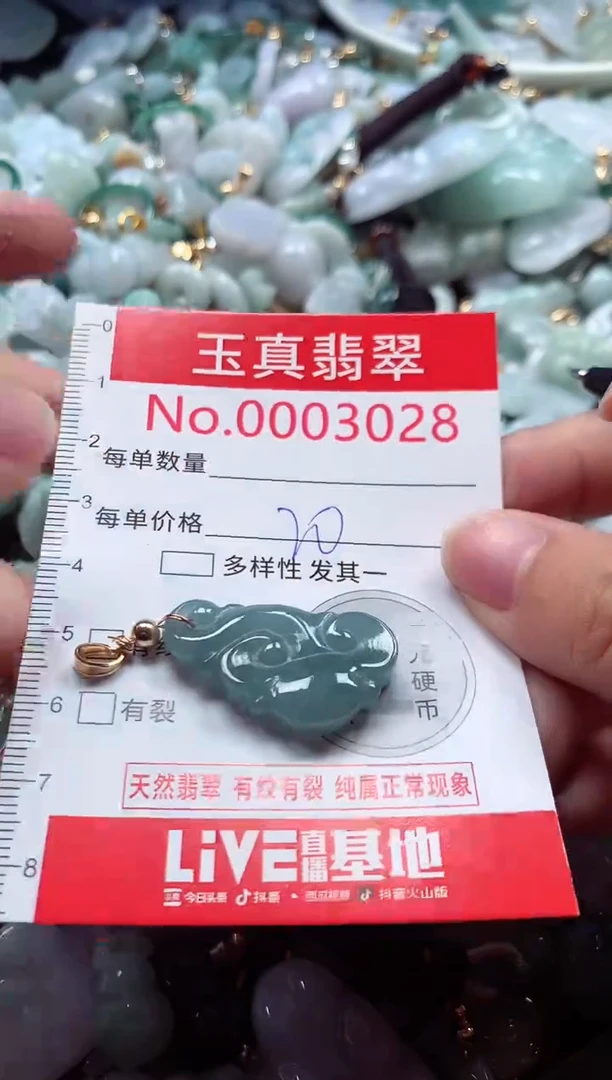 0
玉真翡翠
1
No.0003028
2
每单数量
3
每单价格 20
4
多样性 发其一
5
元
硬
币
6
有裂
天然翡翠 有纹有裂 纯属正常现象
7
LiVE直播基地
8
今日头条 抖音 西瓜视频 抖音火山版